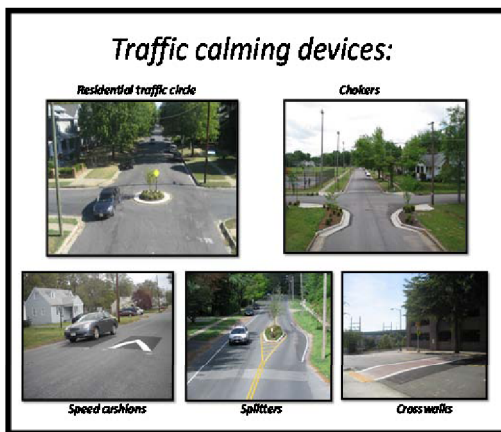 Traffic calming devices:
Residential traffic circle
Chokers
Speed cushions
Splitters
Crosswalks